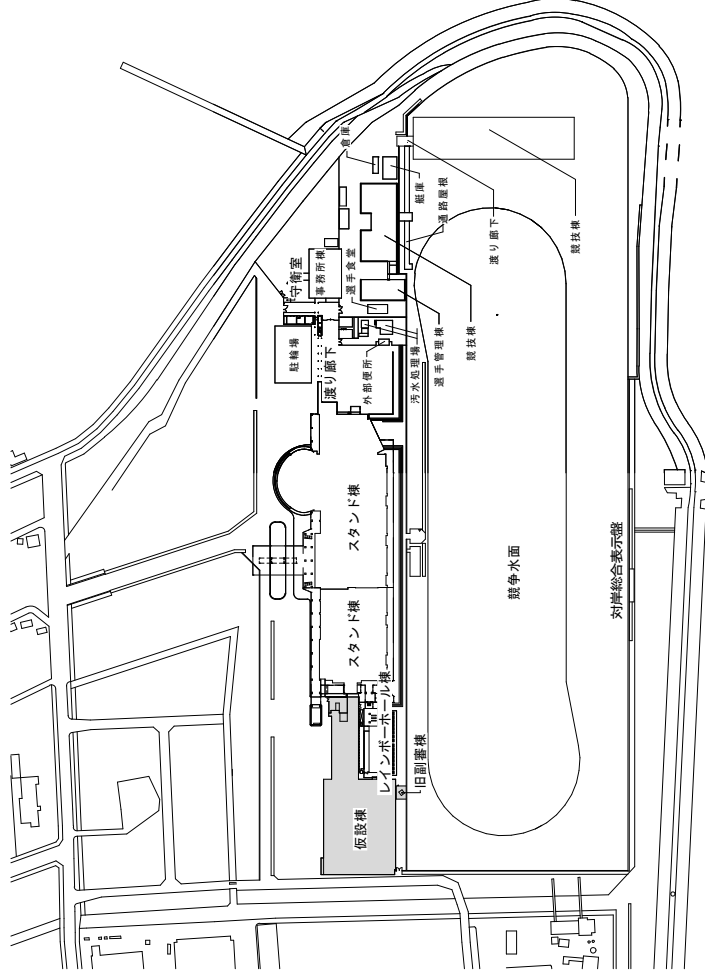 倉庫
艇庫
通路屋根
渡り廊下
競技棟
守衛室
事務所棟
選手食堂
駐輪場
渡り廊下
外部便所
汚水処理場
選手管理棟
競技棟
スタンド棟
スタンド棟
競争水面
対岸総合表示盤
レインボーホール棟
旧副審棟
仮設棟